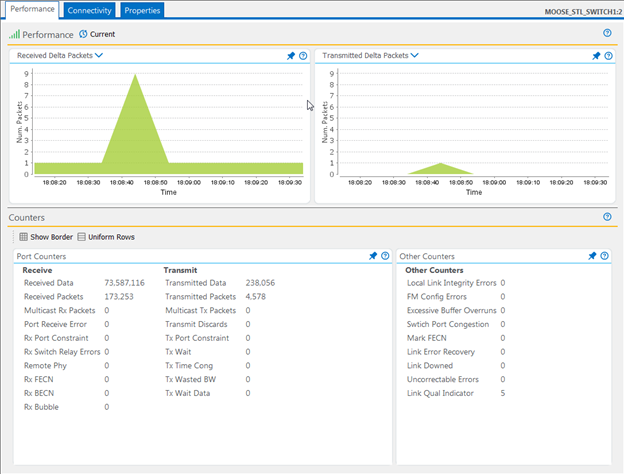 Performance Connectivity Properties MOOSE_STL_SWITCH1:2
Performance Current
Received Delta Packets
Transmitted Delta Packets
Num. Packets
9
8
7
6
5
4
3
2
1
0
18:08:20 18:08:30 18:08:40 18:08:50 18:09:00 18:09:10 18:09:20 18:09:30
Time
Num. Packets
9
8
7
6
5
4
3
2
1
0
18:08:20 18:08:30 18:08:40 18:08:50 18:09:00 18:09:10 18:09:20 18:09:30
Time
Counters
Show Border Uniform Rows
Port Counters
Receive
Received Data 73,587,116
Received Packets 173,253
Multicast Rx Packets 0
Port Receive Error 0
Rx Port Constraint 0
Rx Switch Relay Errors 0
Remote Phy 0
Rx FECN 0
Rx BECN 0
Rx Bubble 0
Transmit
Transmitted Data 238,056
Transmitted Packets 4,578
Multicast Tx Packets 0
Transmit Discards 0
Tx Port Constraint 0
Tx Wait 0
Tx Time Cong 0
Tx Wasted BW 0
Tx Wait Data 0
Other Counters
Other Counters
Local Link Integrity Errors 0
FM Config Errors 0
Excessive Buffer Overruns 0
Swtich Port Congestion 0
Mark FECN 0
Link Error Recovery 0
Link Downed 0
Uncorrectable Errors 0
Link Qual Indicator 5